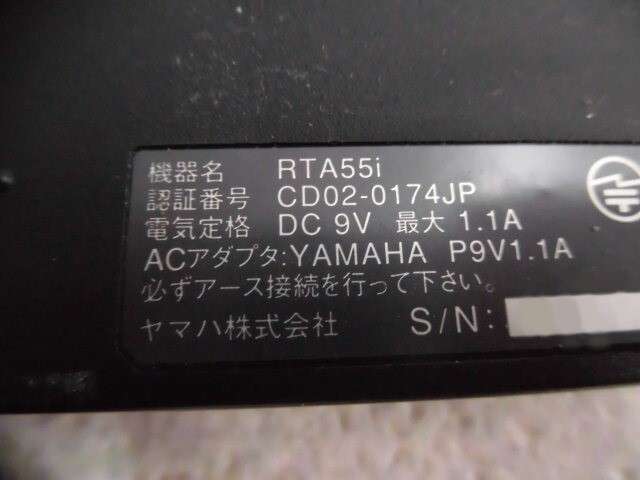 機器名 RTA55i
認証番号 CD02-0174JP
電気定格 DC 9V 最大 1.1A
ACアダプタ:YAMAHA P9V1.1A
必ずアース接続を行って下さい。
ヤマハ株式会社 S/N: